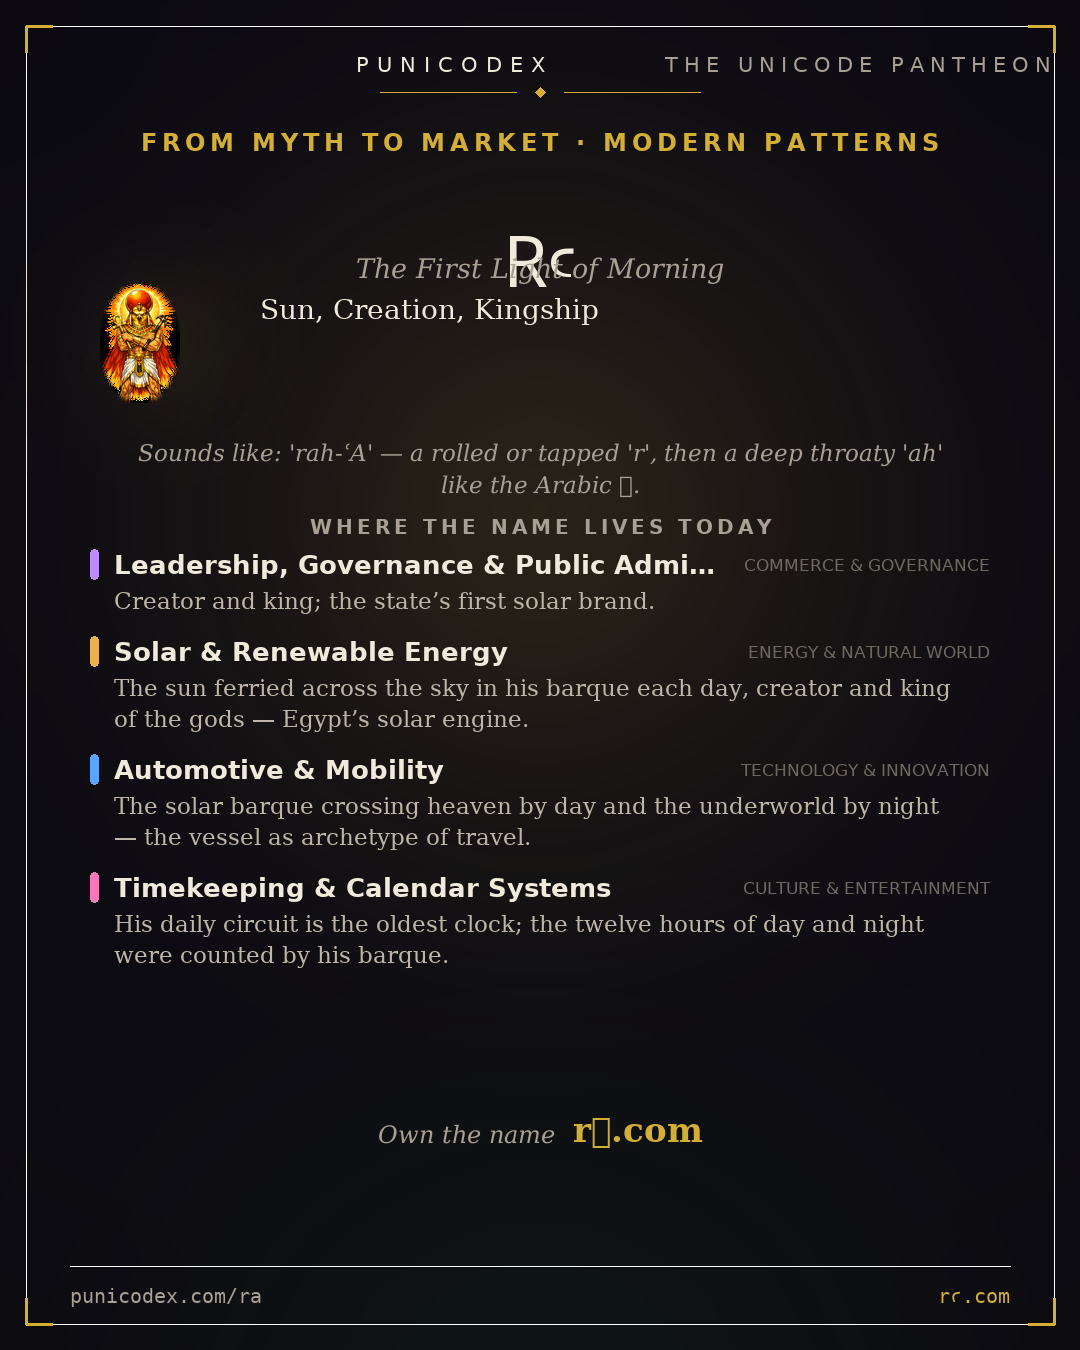 PUNICODEX THE UNICODE PANTHEON
FROM MYTH TO MARKET · MODERN PATTERNS
Rꜥ
The First Light of Morning
Sun, Creation, Kingship
Sounds like: 'rah-ʿA' — a rolled or tapped 'r', then a deep throaty 'ah'
like the Arabic .
WHERE THE NAME LIVES TODAY
Leadership, Governance & Public Admi… COMMERCE & GOVERNANCE
Creator and king; the state’s first solar brand.
Solar & Renewable Energy ENERGY & NATURAL WORLD
The sun ferried across the sky in his barque each day, creator and king
of the gods — Egypt’s solar engine.
Automotive & Mobility TECHNOLOGY & INNOVATION
The solar barque crossing heaven by day and the underworld by night
— the vessel as archetype of travel.
Timekeeping & Calendar Systems CULTURE & ENTERTAINMENT
His daily circuit is the oldest clock; the twelve hours of day and night
were counted by his barque.
Own the name r▯.com
punicodex.com/ra rꜥ.com